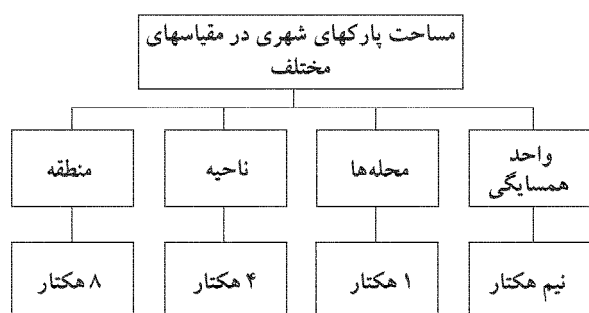 مساحت پارکهای شهری در مقیاسهای
مختلف
واحد
همسایگی
محله‌ها
ناحیه
منطقه
نیم هکتار
۱ هکتار
۴ هکتار
۸ هکتار